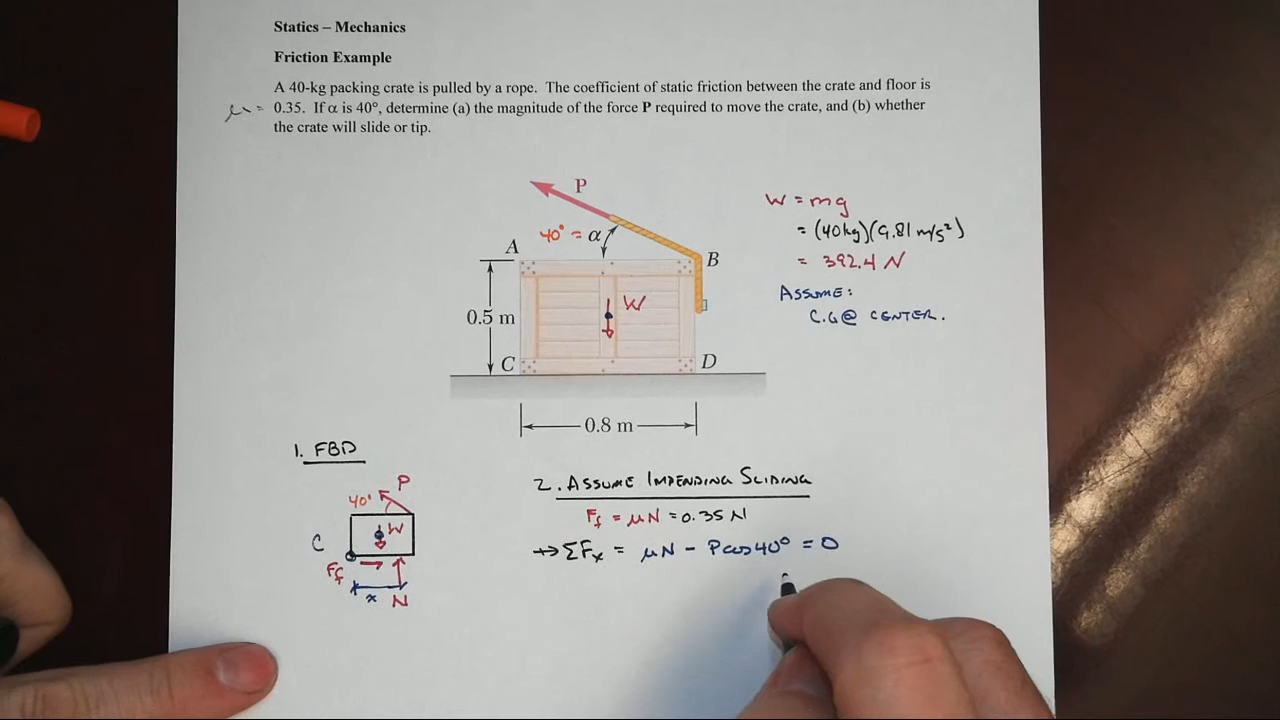 Statics – Mechanics
Friction Example
A 40-kg packing crate is pulled by a rope. The coefficient of static friction between the crate and floor is
μ = 0.35. If α is 40°, determine (a) the magnitude of the force P required to move the crate, and (b) whether
the crate will slide or tip.
P
40° = α
A
B
W
0.5 m
C
D
0.8 m
W = mg
= (40kg)(9.81 m/s²)
= 392.4 N
ASSUME:
C.G@ CENTER.
1. FBD
P
40°
W
C
Ff
x
N
2. ASSUME IMPENDING SLIDING
Ff = μN = 0.35 N
→ ΣFx = μN - Pcos40° = 0